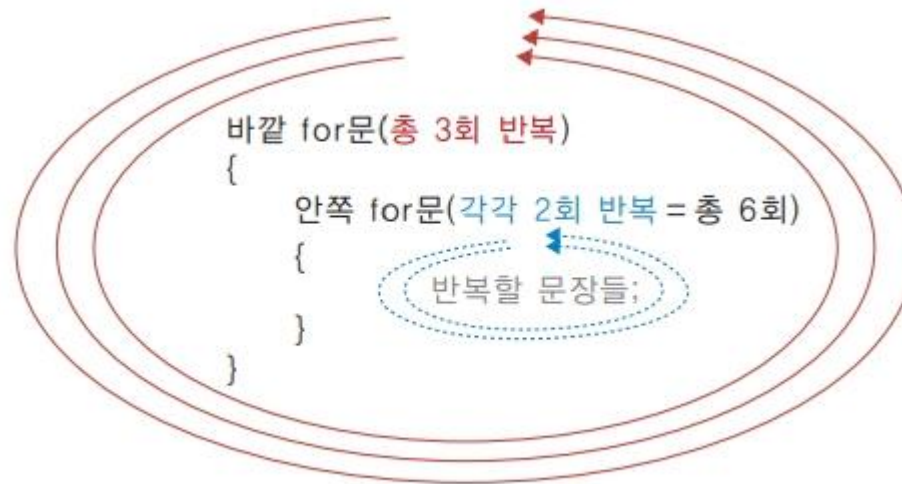 바깥 for문(총 3회 반복)
{
안쪽 for문(각각 2회 반복 = 총 6회)
{
반복할 문장들;
}
}